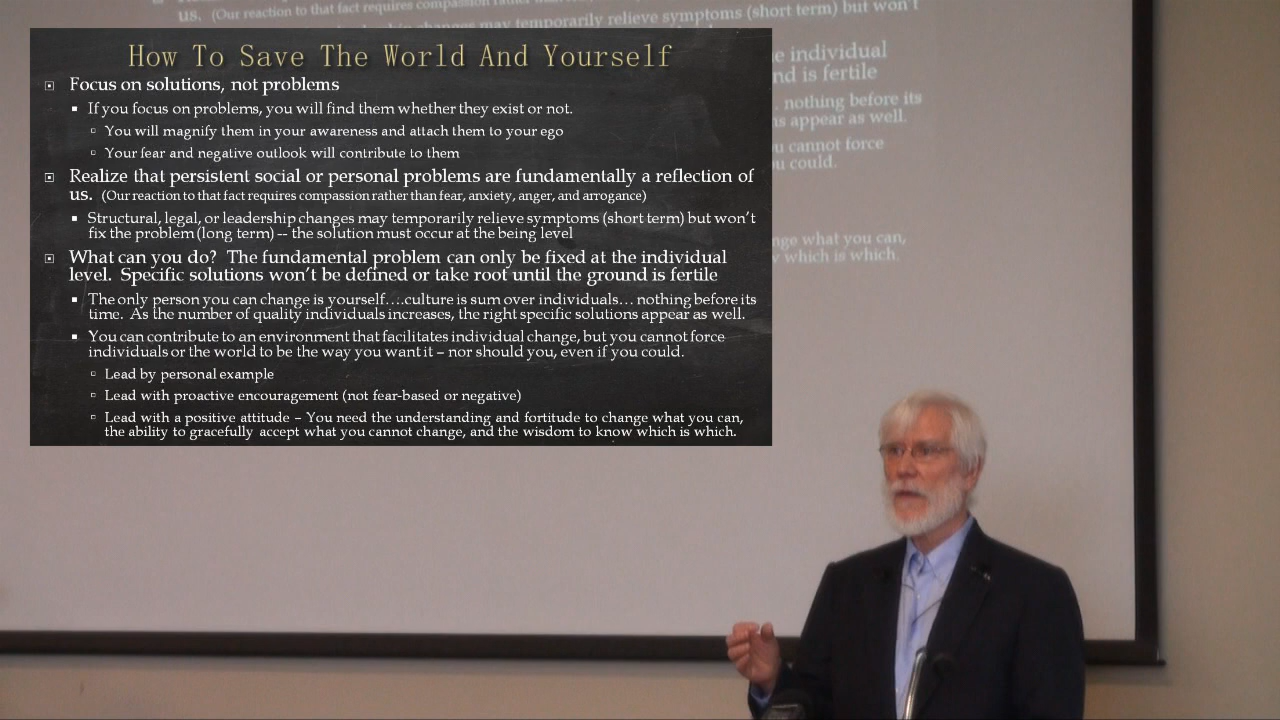 us. (Our reaction to that fact requires compassion rather than fear,
leadership changes may temporarily relieve symptoms (short term) but won't
How To Save The World And Yourself
Focus on solutions, not problems
If you focus on problems, you will find them whether they exist or not.
You will magnify them in your awareness and attach them to your ego
Your fear and negative outlook will contribute to them
Realize that persistent social or personal problems are fundamentally a reflection of
us. (Our reaction to that fact requires compassion rather than fear, anxiety, anger, and arrogance)
Structural, legal, or leadership changes may temporarily relieve symptoms (short term) but won't
fix the problem (long term) -- the solution must occur at the being level
What can you do? The fundamental problem can only be fixed at the individual
level. Specific solutions won't be defined or take root until the ground is fertile
The only person you can change is yourself….culture is sum over individuals… nothing before its
time. As the number of quality individuals increases, the right specific solutions appear as well.
You can contribute to an environment that facilitates individual change, but you cannot force
individuals or the world to be the way you want it – nor should you, even if you could.
Lead by personal example
Lead with proactive encouragement (not fear-based or negative)
Lead with a positive attitude – You need the understanding and fortitude to change what you can,
the ability to gracefully accept what you cannot change, and the wisdom to know which is which.
e individual
nd is fertile
. nothing before its
ns appear as well.
u cannot force
u could.
nge what you can,
which is which.